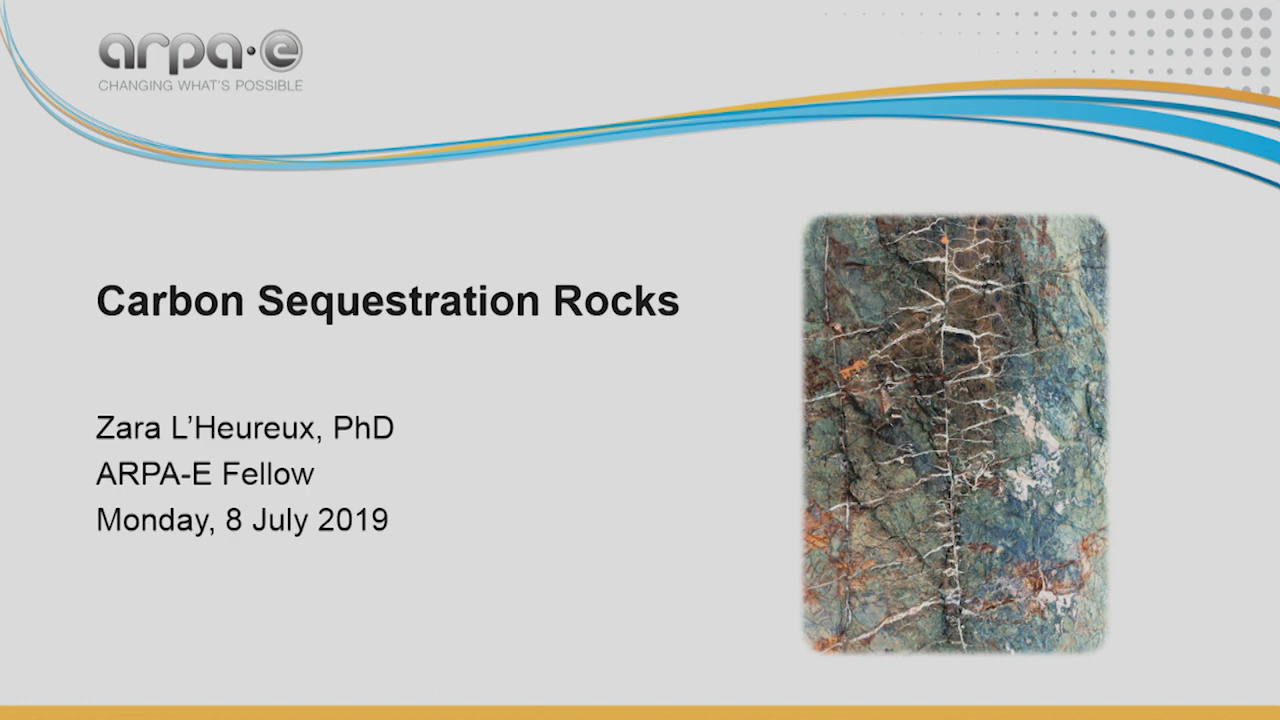 arpa·e
CHANGING WHAT'S POSSIBLE
Carbon Sequestration Rocks
Zara L’Heureux, PhD
ARPA-E Fellow
Monday, 8 July 2019